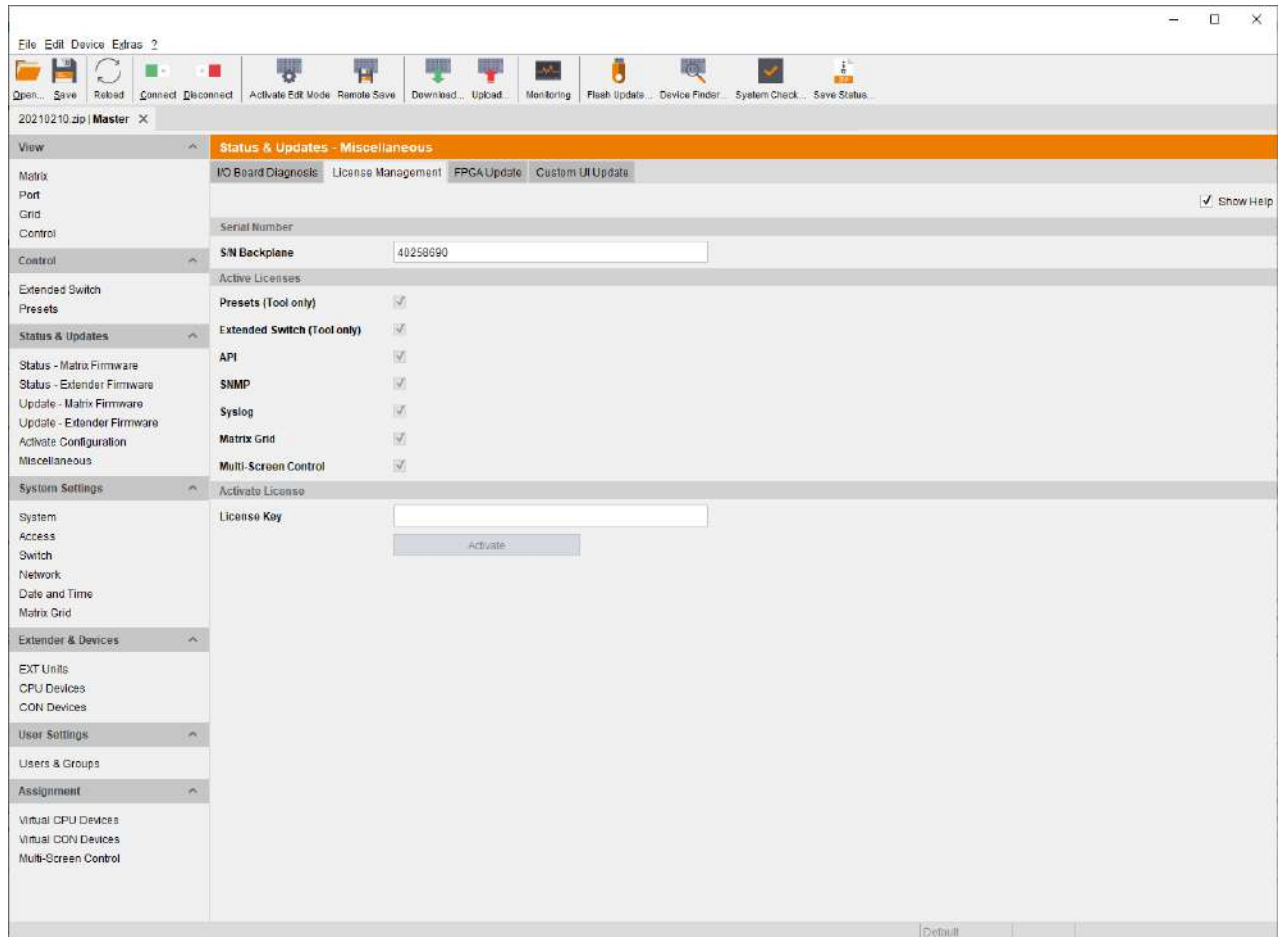 File Edit Device Extras ?
Open... Save Reload Connect Disconnect Activate Edit Mode Remote Save Download... Upload... Monitoring Flash Update... Device Finder... System Check... Save Status...
20210210.zip | Master
View
Matrix
Port
Grid
Control
Control
Extended Switch
Presets
Status & Updates
Status - Matrix Firmware
Status - Extender Firmware
Update - Matrix Firmware
Update - Extender Firmware
Activate Configuration
Miscellaneous
System Settings
System
Access
Switch
Network
Date and Time
Matrix Grid
Extender & Devices
EXT Units
CPU Devices
CON Devices
User Settings
Users & Groups
Assignment
Virtual CPU Devices
Virtual CON Devices
Multi-Screen Control
Status & Updates - Miscellaneous
I/O Board Diagnosis License Management FPGA Update Custom UI Update
Show Help
Serial Number
S/N Backplane 40258690
Active Licenses
Presets (Tool only)
Extended Switch (Tool only)
API
SNMP
Syslog
Matrix Grid
Multi-Screen Control
Activate License
License Key
Activate
Default